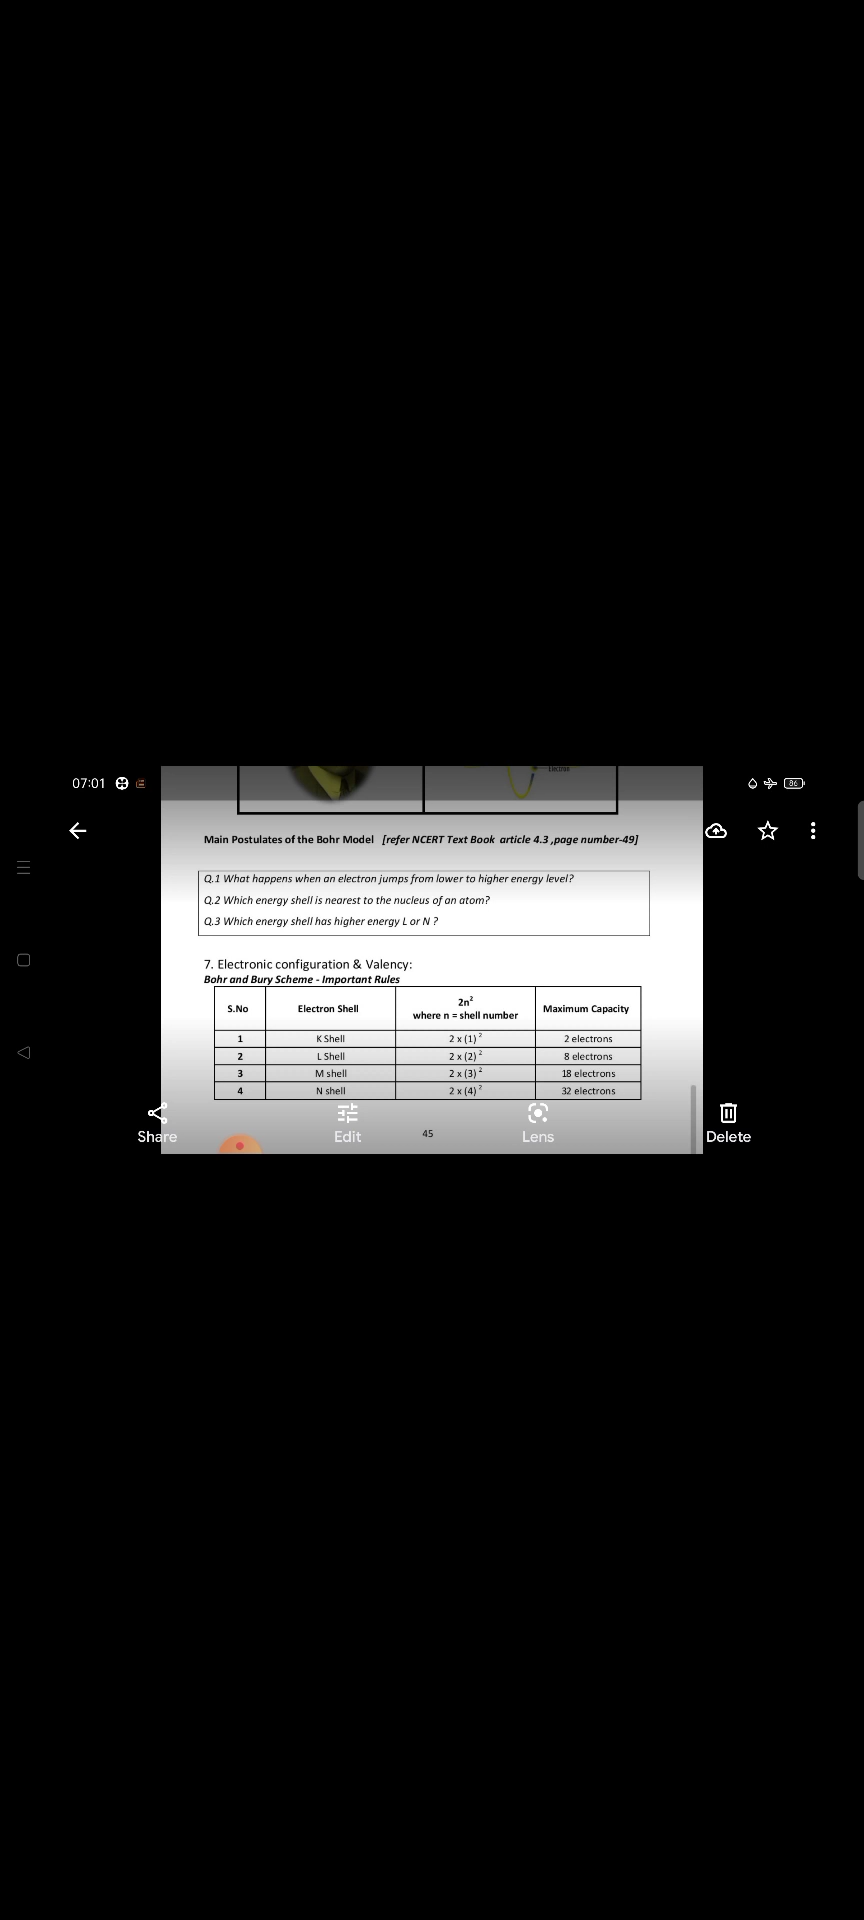 07:01
86
Electron
Main Postulates of the Bohr Model [refer NCERT Text Book article 4.3 ,page number-49]
Q.1 What happens when an electron jumps from lower to higher energy level?
Q.2 Which energy shell is nearest to the nucleus of an atom?
Q.3 Which energy shell has higher energy L or N ?
7. Electronic configuration & Valency:
Bohr and Bury Scheme - Important Rules
S.No Electron Shell 2n² where n = shell number Maximum Capacity
1 K Shell 2 x (1) ² 2 electrons
2 L Shell 2 x (2) ² 8 electrons
3 M shell 2 x (3) ² 18 electrons
4 N shell 2 x (4) ² 32 electrons
45
Share Edit Lens Delete